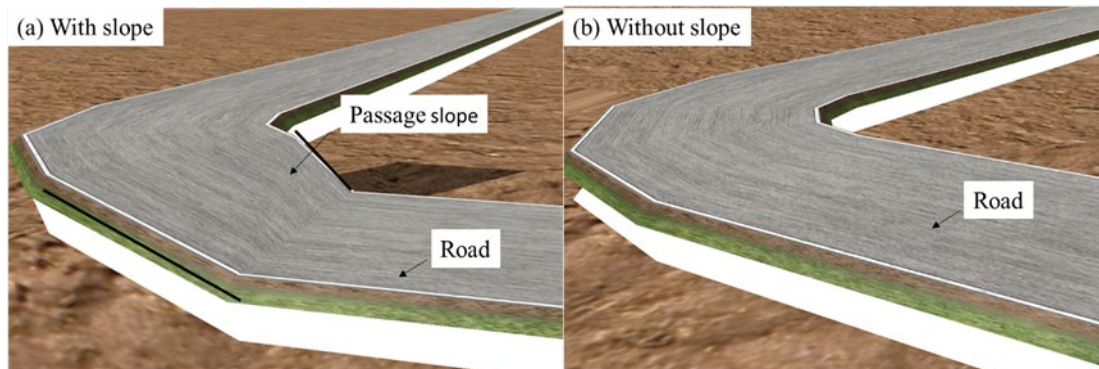 (a) With slope
Passage slope
Road
(b) Without slope
Road